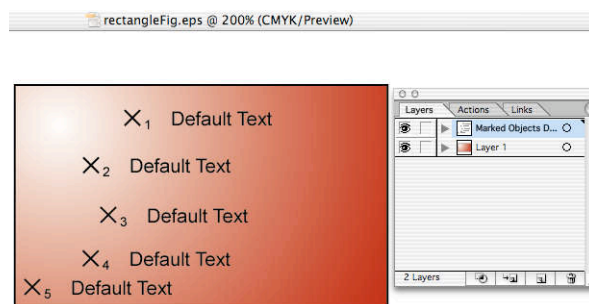 rectangleFig.eps @ 200% (CMYK/Preview)
Layers Actions Links
Marked Objects D...
Layer 1
2 Layers
X1 Default Text
X2 Default Text
X3 Default Text
X4 Default Text
X5 Default Text